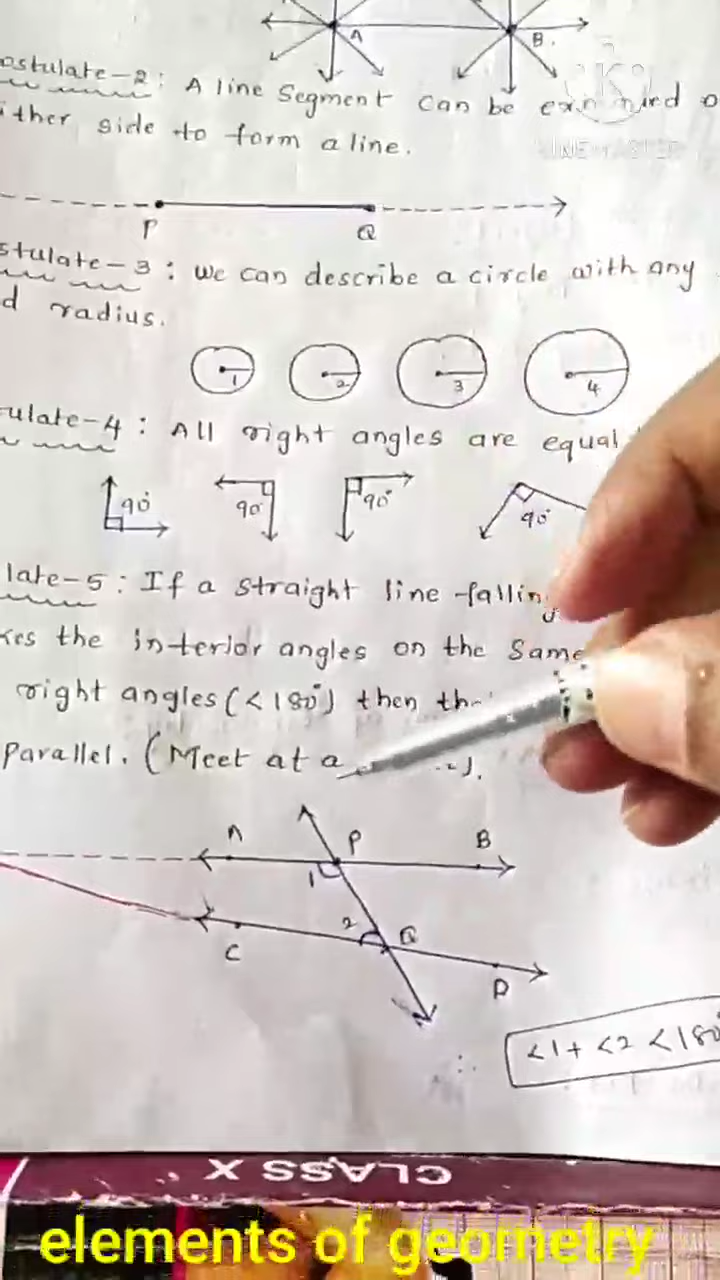 A B.
ostulate-2: A line segment can be
ither side to form a line.
P Q
stulate-3: we can describe a circle with any
d radius.
1 2 3 4
ulate-4: All right angles are equal
90° 90° 90° 90°
late-5: If a straight line falling
kes the interior angles on the same
right angles (<180°) then
parallel. (Meet at a
A P B
1
2 Q
C
D
∴ <1+ <2 <180°
CLASS X
elements of geometry